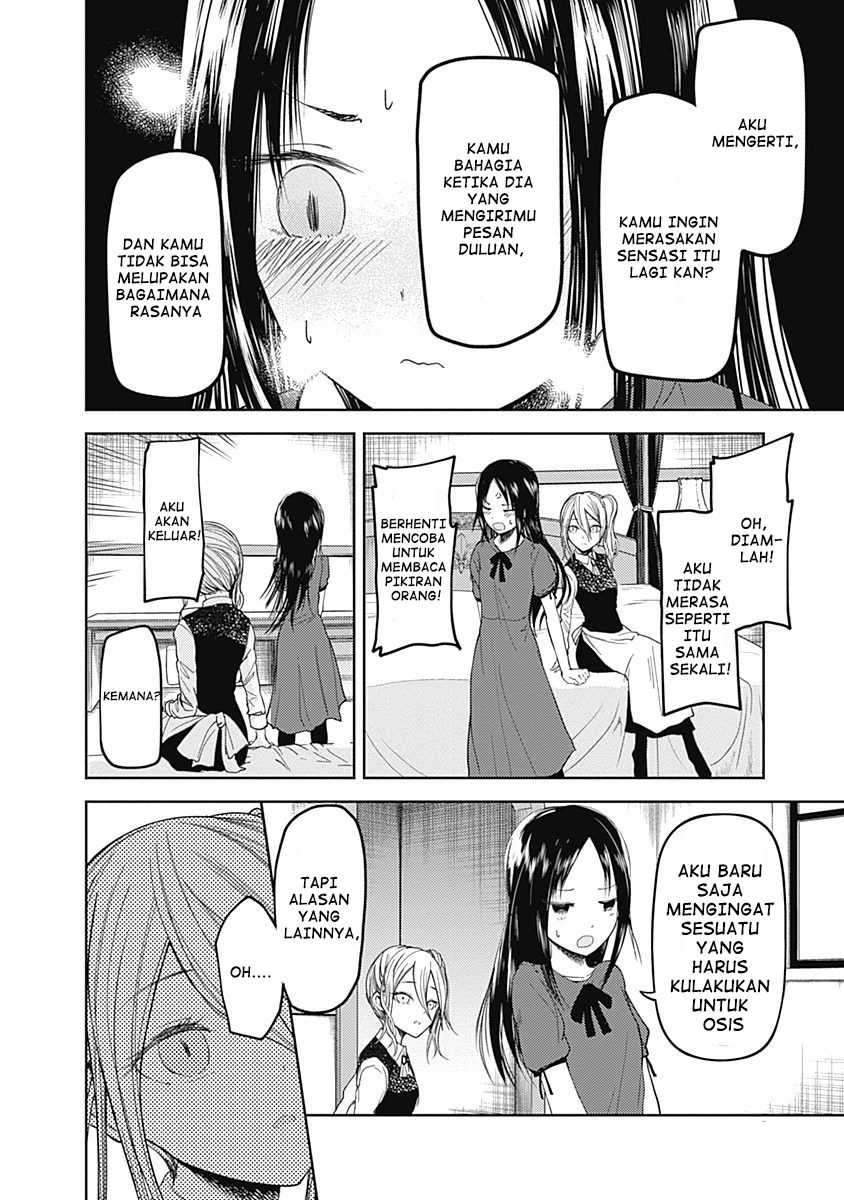 AKU
MENGERTI,
KAMU INGIN
MERASAKAN
SENSASI ITU
LAGI KAN?
KAMU
BAHAGIA
KETIKA DIA
YANG
MENGIRIMU
PESAN
DULUAN,
DAN KAMU
TIDAK BISA
MELUPAKAN
BAGAIMANA
RASANYA
OH,
DIAM-
LAH!
AKU
TIDAK
MERASA
SEPERTI
ITU
SAMA
SEKALI!
BERHENTI
MENCOBA
UNTUK
MEMBACA
PIKIRAN
ORANG!
AKU
AKAN
KELUAR!
KEMANA?
AKU BARU
SAJA
MENGINGAT
SESUATU
YANG
HARUS
KULAKUKAN
UNTUK
OSIS
TAPI
ALASAN
YANG
LAINNYA,
OH....